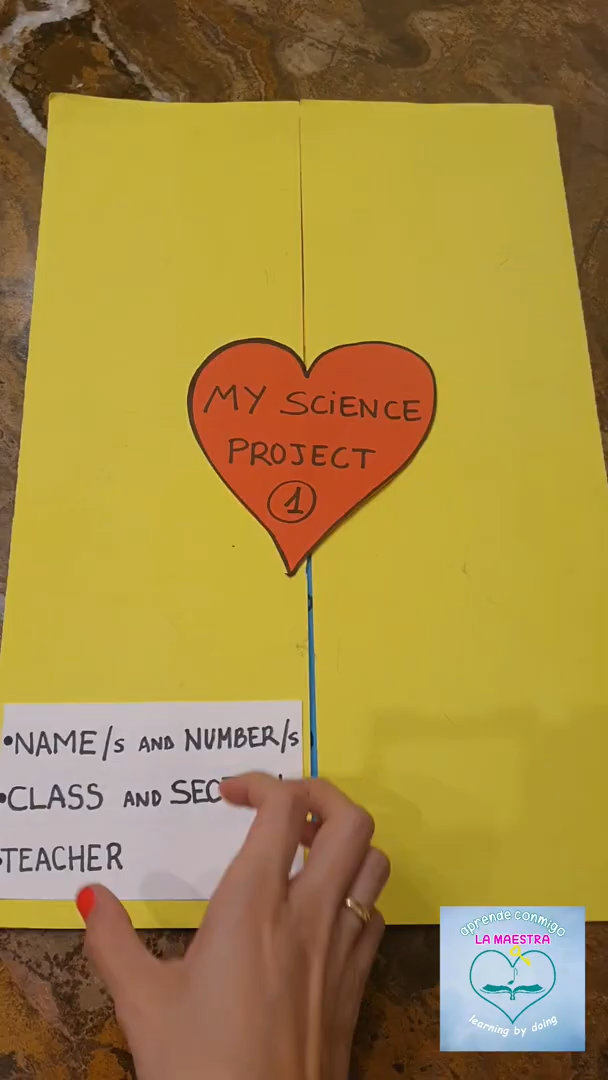 MY SCiENCE
PROJECT
1
•NAME/s AND NUMBER/s
•CLASS AND
•TEACHER
aprende conmigo
LA MAESTRA
learning by doing